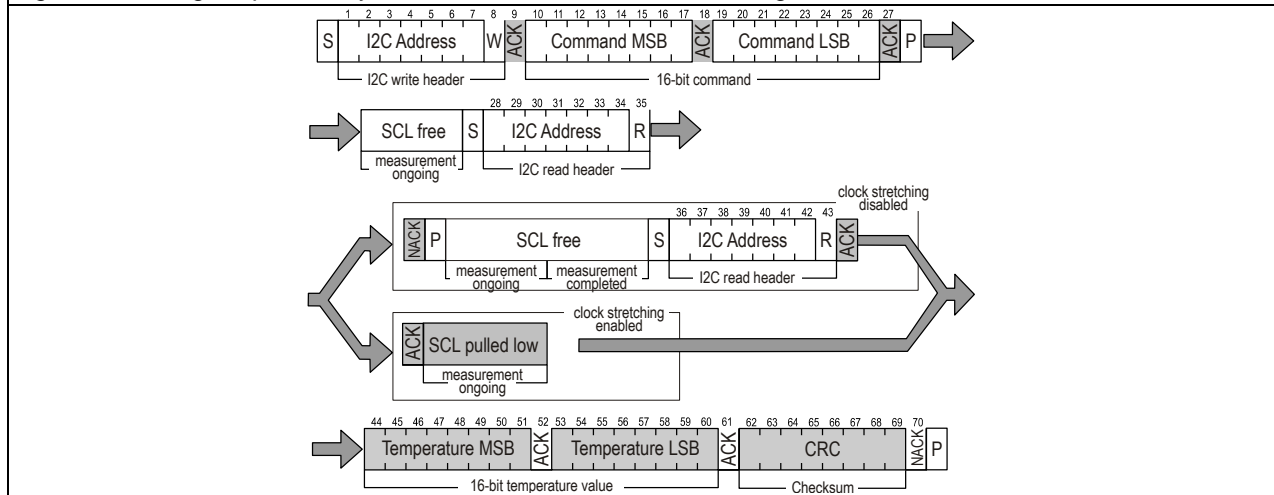 1 2 3 4 5 6 7 8 9 10 11 12 13 14 15 16 17 18 19 20 21 22 23 24 25 26 27
S I2C Address W ACK Command MSB ACK Command LSB ACK P
I2C write header 16-bit command
28 29 30 31 32 33 34 35
SCL free S I2C Address R
measurement
ongoing
I2C read header
clock stretching
disabled
36 37 38 39 40 41 42 43
NACK P SCL free S I2C Address R ACK
measurement
ongoing
measurement
completed
I2C read header
clock stretching
enabled
ACK SCL pulled low
measurement
ongoing
44 45 46 47 48 49 50 51 52 53 54 55 56 57 58 59 60 61 62 63 64 65 66 67 68 69 70
Temperature MSB ACK Temperature LSB ACK CRC NACK P
16-bit temperature value Checksum